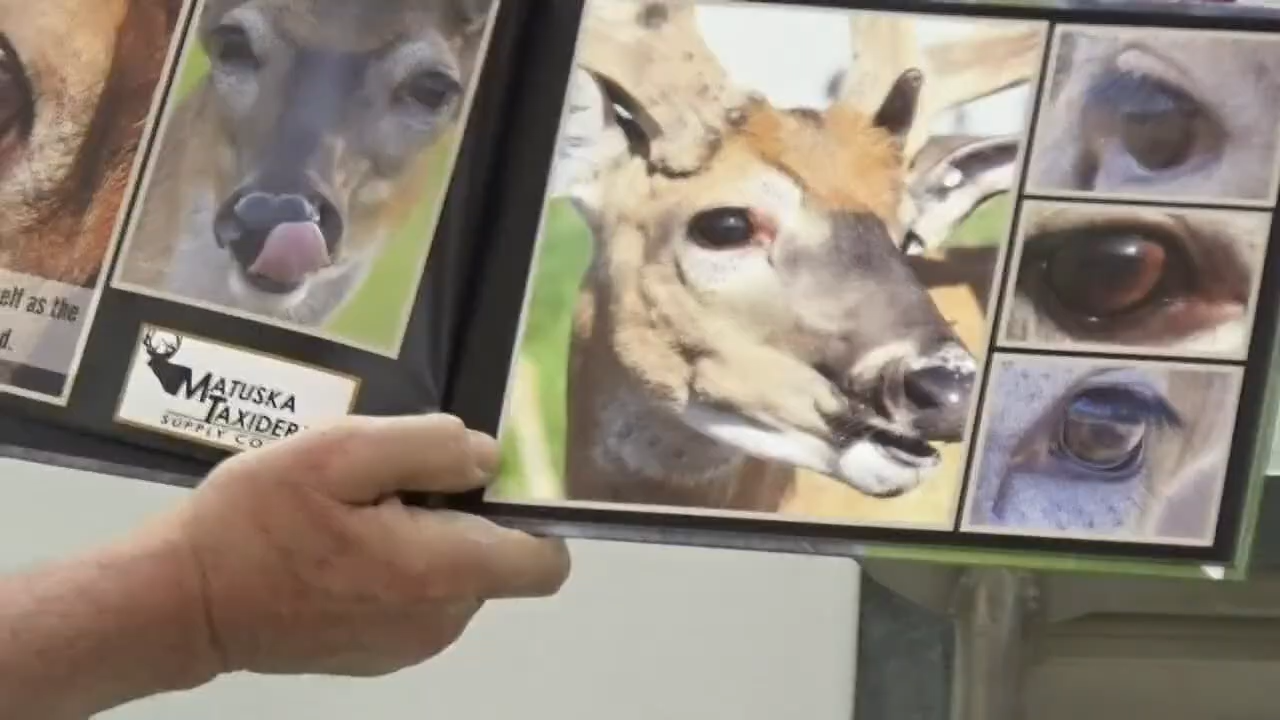 elf as the
d.
MATUSKA
TAXIDER
SUPPLY CO